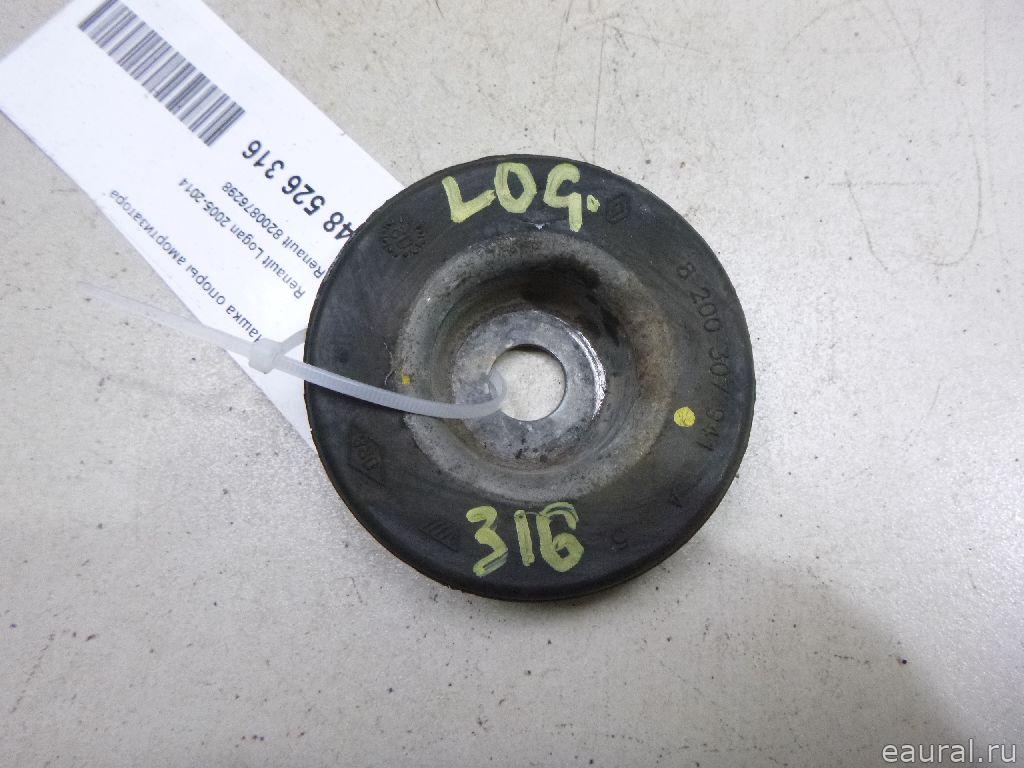 48 526 316
Renault 8200876298
Renault Logan 2005-2014
опоры амортизатора
LOG.
8 200 307 941
316
eaural.ru